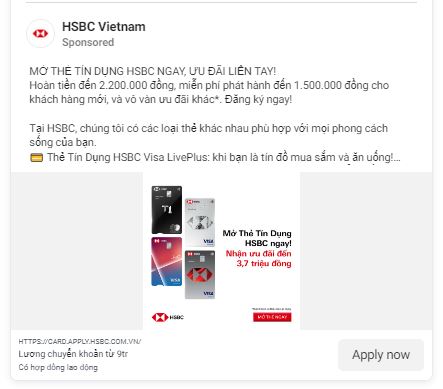 HSBC Vietnam
Sponsored
MỞ THẺ TÍN DỤNG HSBC NGAY, ƯU ĐÃI LIỀN TAY!
Hoàn tiền đến 2.200.000 đồng, miễn phí phát hành đến 1.500.000 đồng cho
khách hàng mới, và vô vàn ưu đãi khác*. Đăng ký ngay!
Tại HSBC, chúng tôi có các loại thẻ khác nhau phù hợp với mọi phong cách
sống của bạn.
💳 Thẻ Tín Dụng HSBC Visa LivePlus: khi bạn là tín đồ mua sắm và ăn uống!...
T1
VISA
VISA
VISA
Mở Thẻ Tín Dụng
HSBC ngay!
Nhận ưu đãi đến
3,7 triệu đồng
HSBC
MỞ THẺ NGAY
HTTPS://CARD.APPLY.HSBC.COM.VN/
Lương chuyển khoản từ 9tr
Có hợp đồng lao động
Apply now